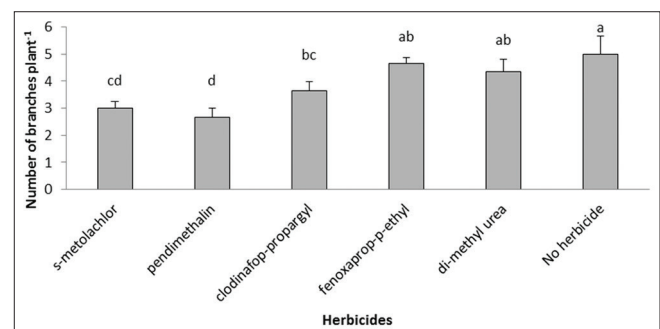 Number of branches plant-1
6
5
4
3
2
1
0
cd
d
bc
ab
ab
a
s-metolachlor
pendimethalin
clodinafop-propargyl
fenoxaprop-p-ethyl
di-methyl urea
No herbicide
Herbicides